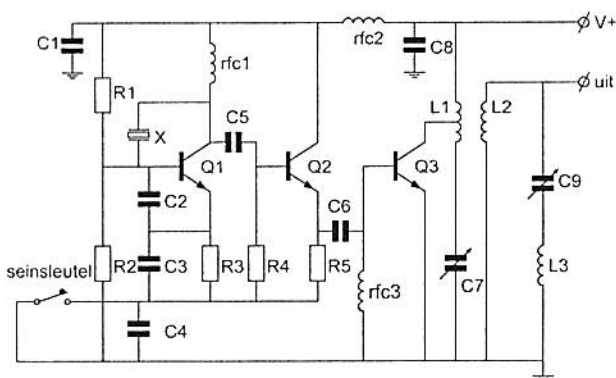 V+
C1
rfc2
C8
rfc1
uit
R1
C5
L1
L2
X
Q1
Q2
Q3
C2
C6
C9
seinsleutel
R2
C3
R3
R4
R5
rfc3
C7
L3
C4